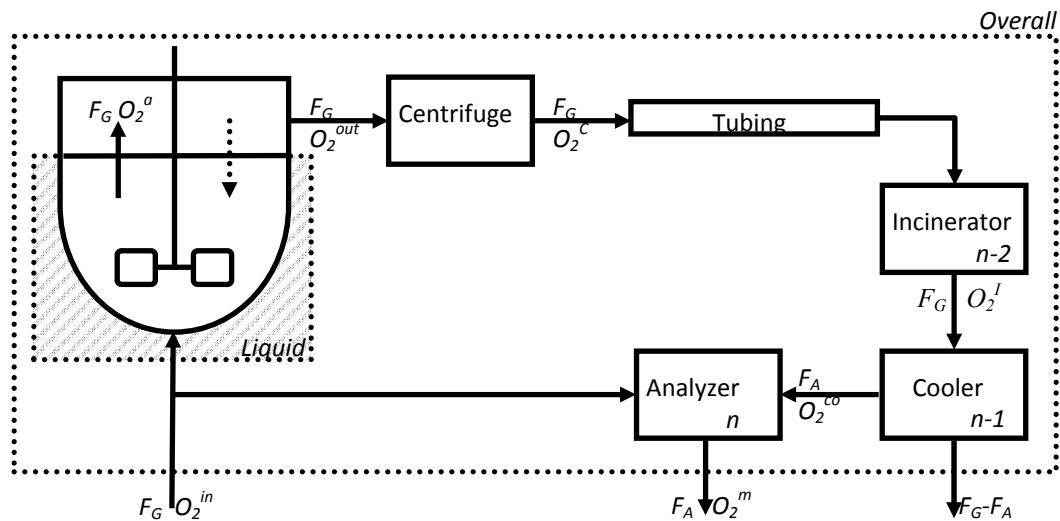 Overall
F_G O_2^a
F_G
O_2^out
Centrifuge
F_G
O_2^C
Tubing
Incinerator
n-2
F_G O_2^I
Liquid
Analyzer
n
F_A
O_2^co
Cooler
n-1
F_G O_2^in
F_A O_2^m
F_G-F_A